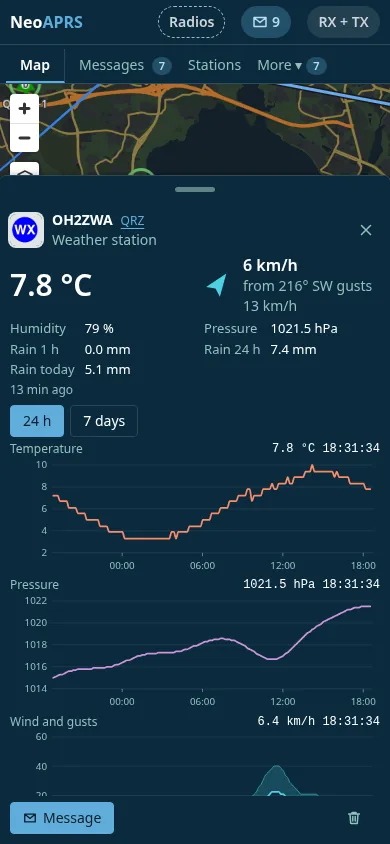 NeoAPRS
Radios
9
RX + TX
Map
Messages 7
Stations
More ▾ 7
+
−
WX
OH2ZWA QRZ
Weather station
×
7.8 °C
6 km/h
from 216° SW gusts
13 km/h
Humidity 79 %
Pressure 1021.5 hPa
Rain 1 h 0.0 mm
Rain 24 h 7.4 mm
Rain today 5.1 mm
13 min ago
24 h
7 days
Temperature 7.8 °C 18:31:34
10
8
6
4
2
00:00 06:00 12:00 18:00
Pressure 1021.5 hPa 18:31:34
1022
1020
1018
1016
1014
00:00 06:00 12:00 18:00
Wind and gusts 6.4 km/h 18:31:34
60
40
20
Message